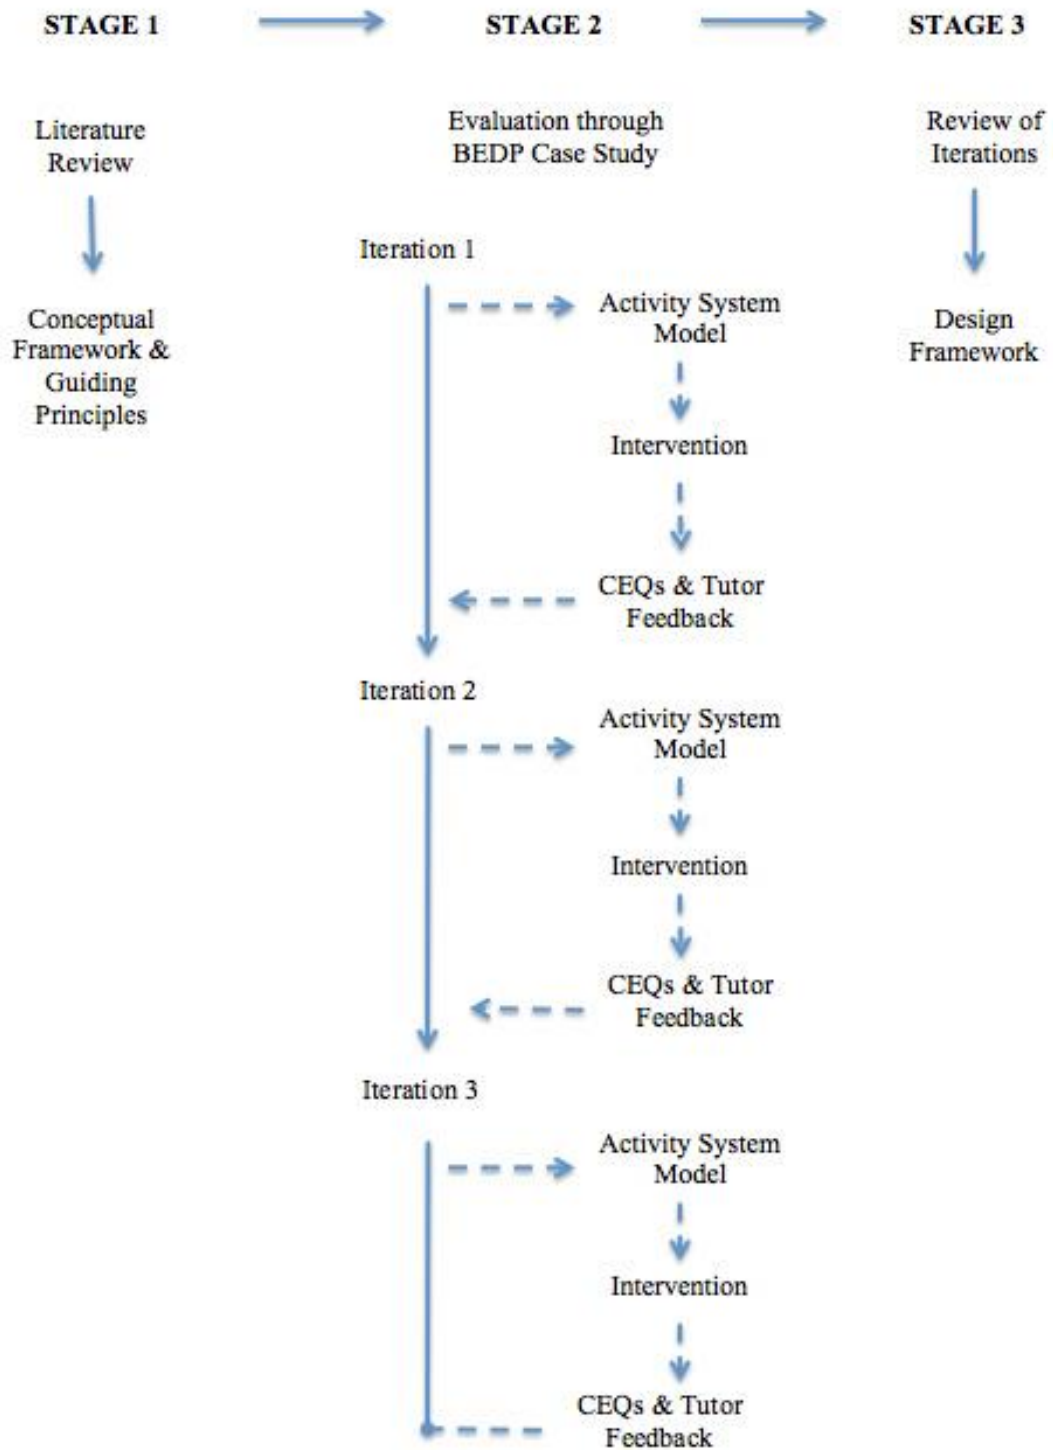 STAGE 1
STAGE 2
STAGE 3
Literature
Review
Conceptual
Framework &
Guiding
Principles
Evaluation through
BEDP Case Study
Iteration 1
Activity System
Model
Intervention
CEQs & Tutor
Feedback
Iteration 2
Activity System
Model
Intervention
CEQs & Tutor
Feedback
Iteration 3
Activity System
Model
Intervention
CEQs & Tutor
Feedback
Review of
Iterations
Design
Framework